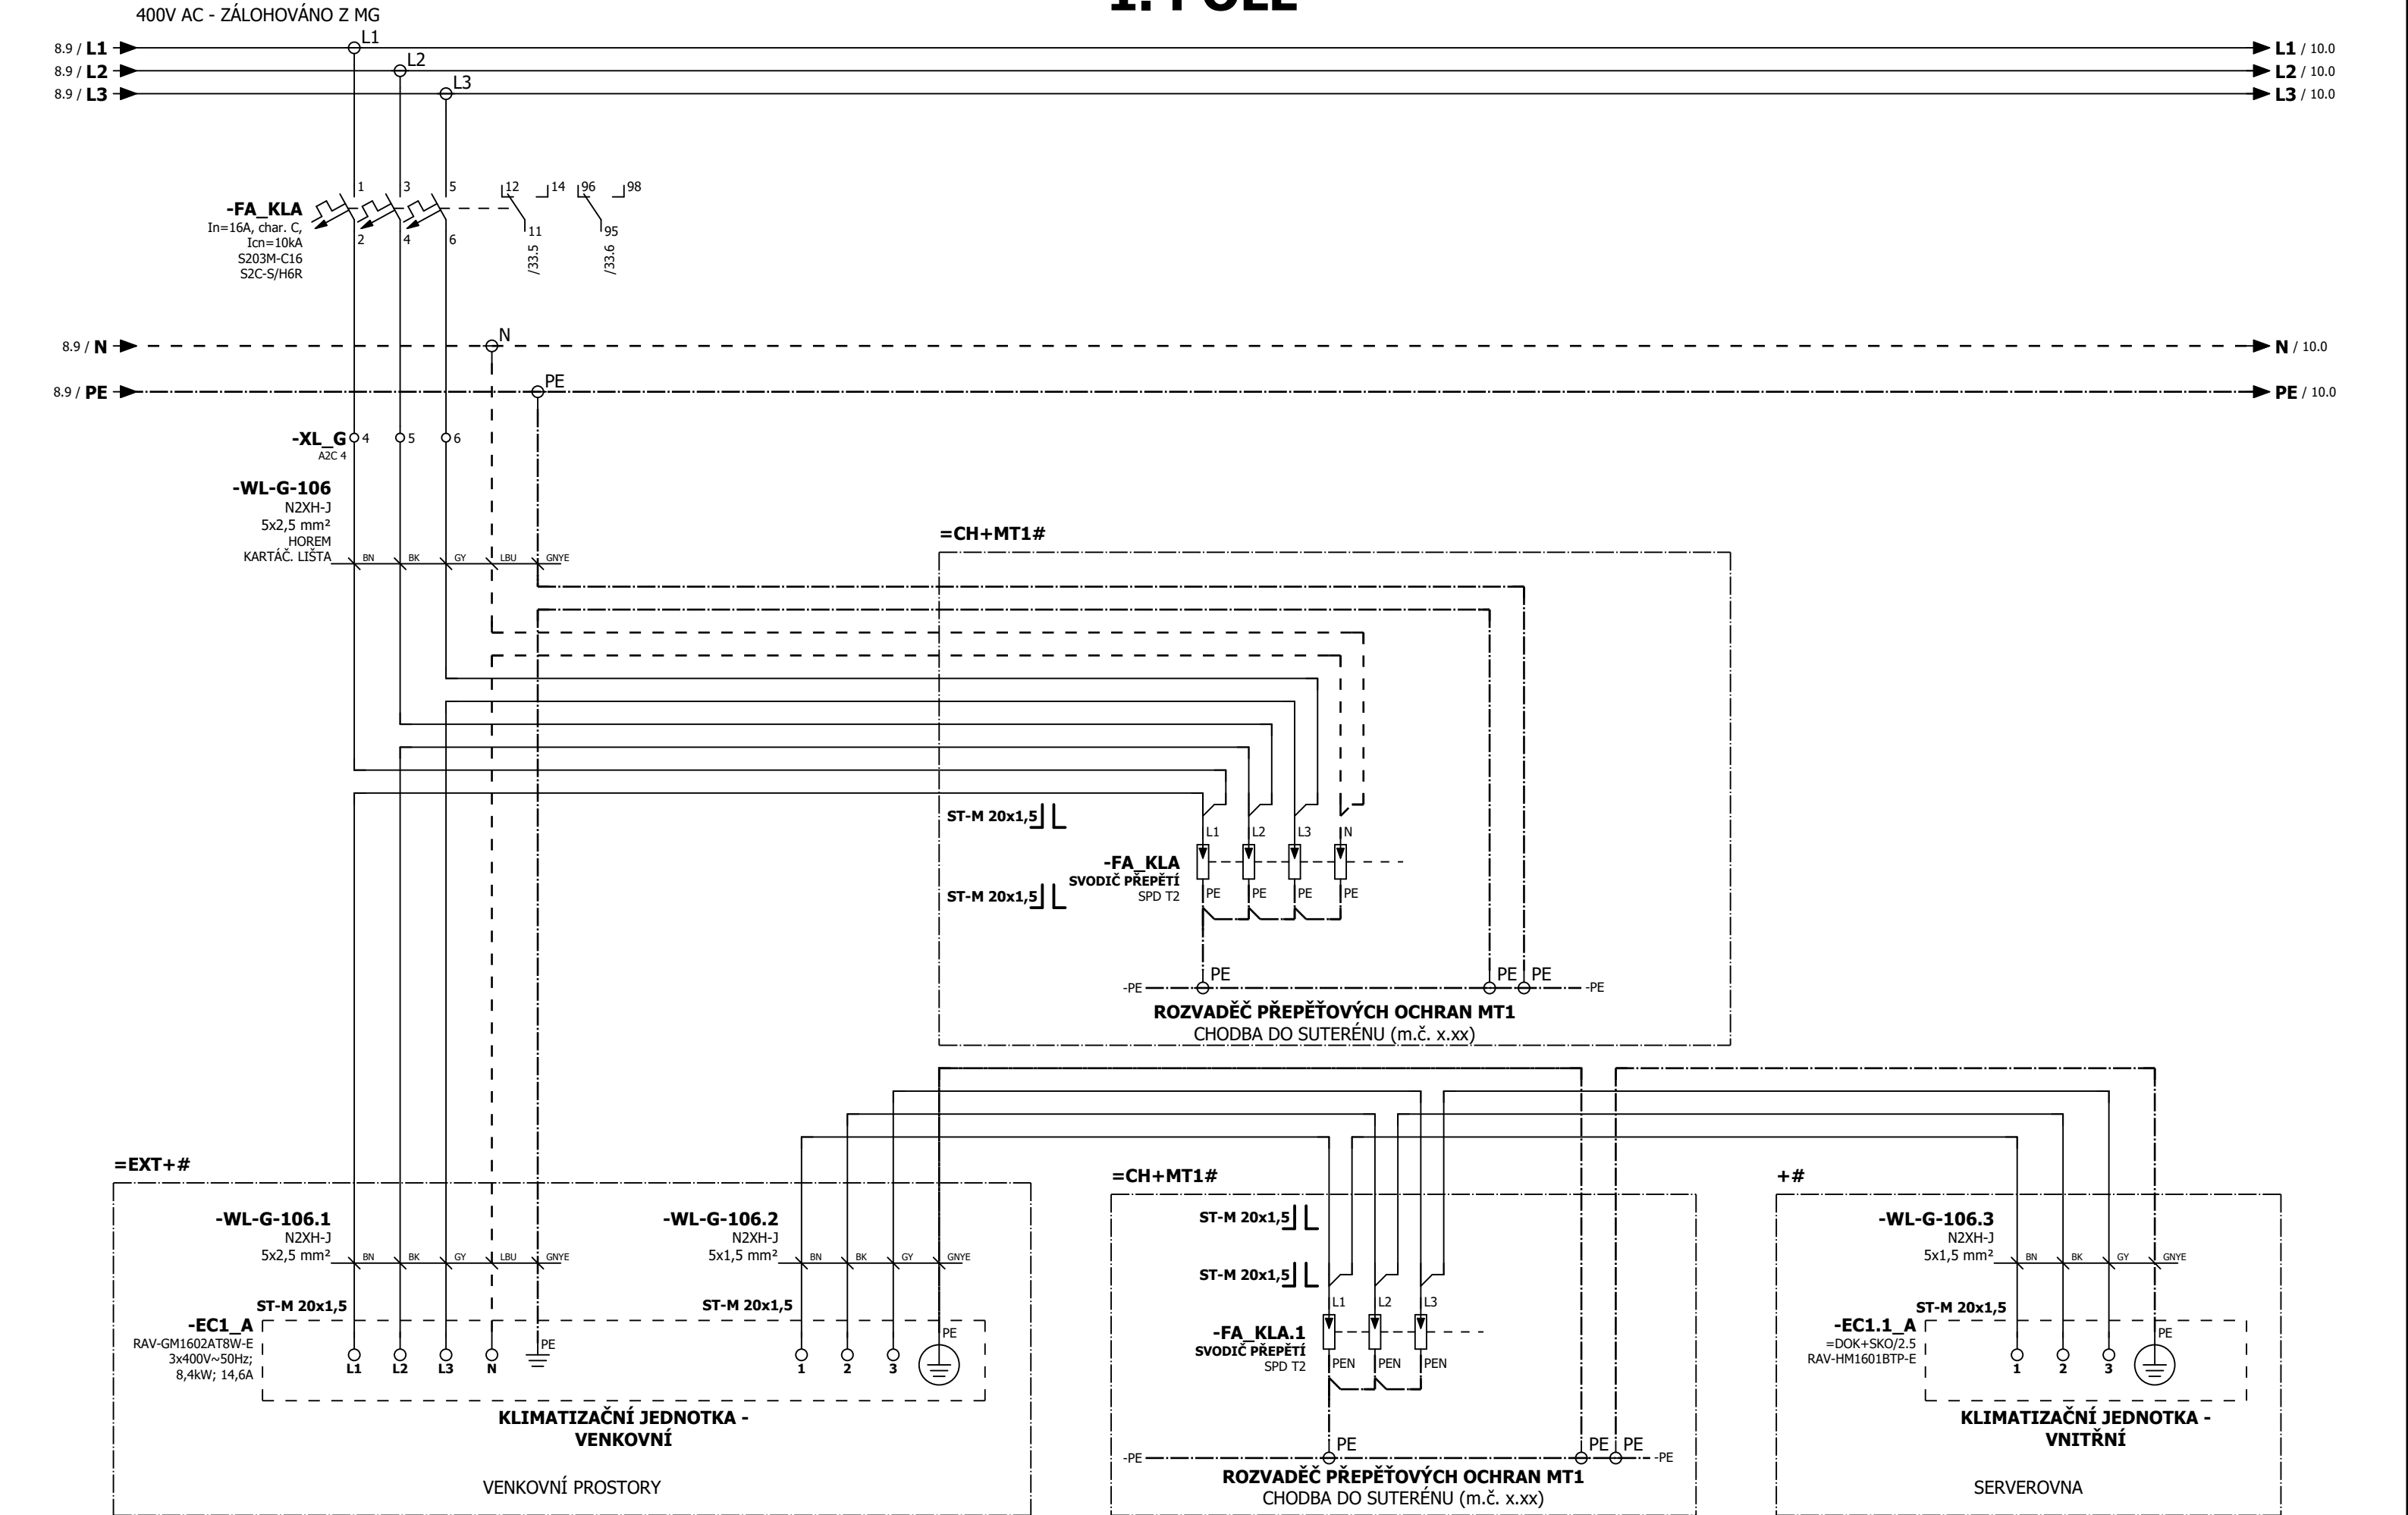 1. POLE
400V AC - ZÁLOHOVÁNO Z MG
8.9 / L1
L1
L1 / 10.0
8.9 / L2
L2
L2 / 10.0
8.9 / L3
L3
L3 / 10.0
1
3
5
12
14
96
98
-FA_KLA
In=16A, char. C,
Icn=10kA
S203M-C16
S2C-S/H6R
2
4
6
11
95
/33.5
/33.6
8.9 / N
N
N / 10.0
8.9 / PE
PE
PE / 10.0
-XL_G
A2C 4
4
5
6
-WL-G-106
N2XH-J
5x2,5 mm²
HOREM
KARTÁČ. LIŠTA
BN
BK
GY
LBU
GNYE
=CH+MT1#
ST-M 20x1,5
L1
L2
L3
N
-FA_KLA
SVODIČ PŘEPĚTÍ
SPD T2
ST-M 20x1,5
PE
PE
PE
PE
PE
PE
PE
-PE
-PE
ROZVADĚČ PŘEPĚŤOVÝCH OCHRAN MT1
CHODBA DO SUTERÉNU (m.č. x.xx)
=EXT+#
-WL-G-106.1
N2XH-J
5x2,5 mm²
BN
BK
GY
LBU
GNYE
-WL-G-106.2
N2XH-J
5x1,5 mm²
BN
BK
GY
GNYE
ST-M 20x1,5
ST-M 20x1,5
-EC1_A
RAV-GM1602AT8W-E
3x400V~50Hz;
8,4kW; 14,6A
L1
L2
L3
N
PE
1
2
3
PE
KLIMATIZAČNÍ JEDNOTKA -
VENKOVNÍ
VENKOVNÍ PROSTORY
=CH+MT1#
ST-M 20x1,5
ST-M 20x1,5
L1
L2
L3
-FA_KLA.1
SVODIČ PŘEPĚTÍ
SPD T2
PEN
PEN
PEN
PE
PE
PE
-PE
-PE
ROZVADĚČ PŘEPĚŤOVÝCH OCHRAN MT1
CHODBA DO SUTERÉNU (m.č. x.xx)
+#
-WL-G-106.3
N2XH-J
5x1,5 mm²
BN
BK
GY
GNYE
ST-M 20x1,5
-EC1.1_A
=DOK+SKO/2.5
RAV-HM1601BTP-E
1
2
3
PE
KLIMATIZAČNÍ JEDNOTKA -
VNITŘNÍ
SERVEROVNA